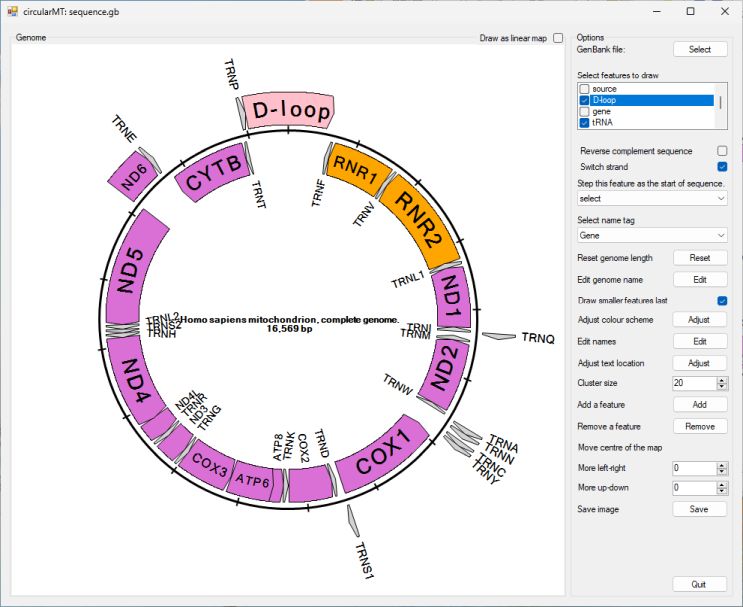 circularMT: sequence.gb
Genome
Draw as linear map
TRNP
D-loop
TRNE
ND6
CYTB
TRNT
TRNF
RNR1
TRNV
RNR2
TRNL1
ND1
ND5
TRNL2
TRNS2
TRNH
Homo sapiens mitochondrion, complete genome.
16,569 bp
TRNI
TRNM
TRNQ
ND2
ND4
TRNW
ND4L
TRNR
ND3
TRNG
COX3
ATP6
ATP8
TRNK
COX2
TRND
COX1
TRNA
TRNN
TRNC
TRNY
TRNS1
Options
GenBank file:
Select
Select features to draw
source
D-loop
gene
tRNA
Reverse complement sequence
Switch strand
Step this feature as the start of sequence.
select
Select name tag
Gene
Reset genome length
Reset
Edit genome name
Edit
Draw smaller features last
Adjust colour scheme
Adjust
Edit names
Edit
Adjust text location
Adjust
Cluster size
20
Add a feature
Add
Remove a feature
Remove
Move centre of the map
More left-right
0
More up-down
0
Save image
Save
Quit